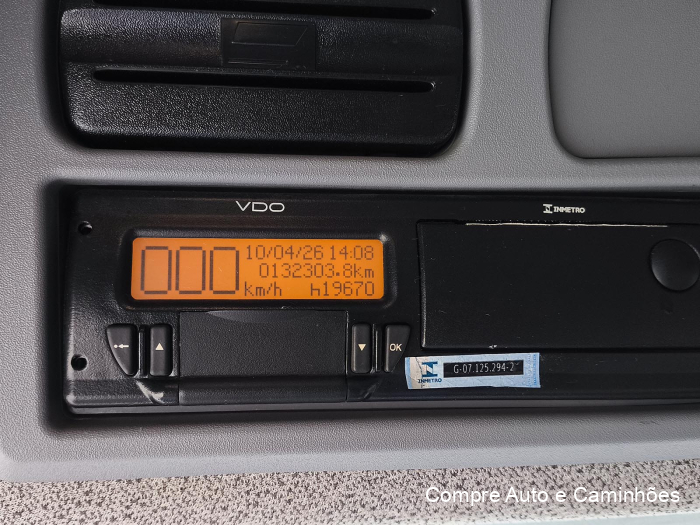 VDO
INMETRO
000
10/04/26 14:08
0132303.8km
km/h h19670
OK
INMETRO
G-07.125.294-2
Compre Auto e Caminhões